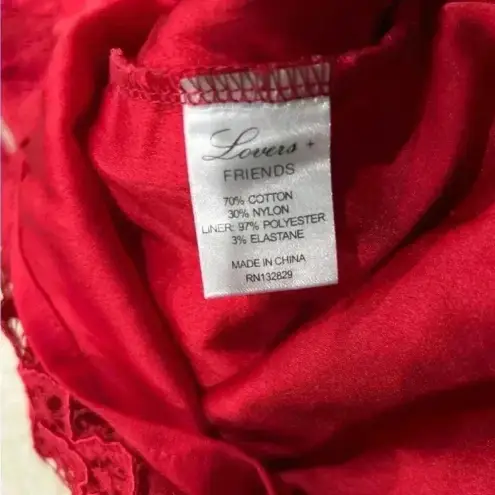 Lovers +
FRIENDS
70% COTTON
30% NYLON
LINER: 97% POLYESTER
3% ELASTANE
MADE IN CHINA
RN132829